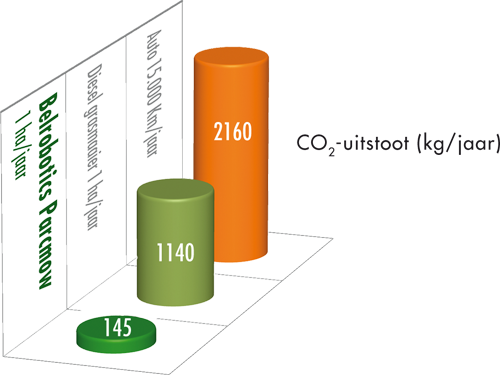 Belrobotics Parcmow
1 ha/jaar
Diesel grasmaaier 1 ha/jaar
Auto 15 000 Km/jaar
2160
1140
145
CO₂-uitstoot (kg/jaar)